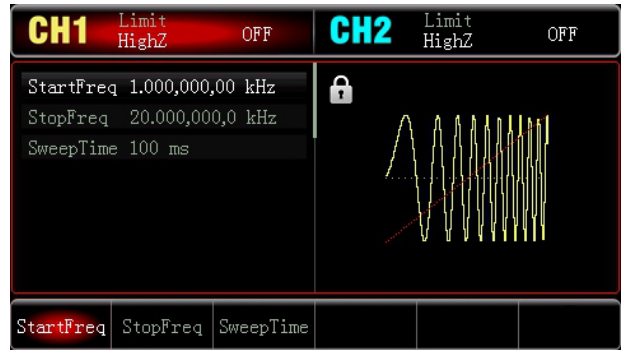 CH1 Limit HighZ OFF CH2 Limit HighZ OFF
StartFreq 1.000,000,00 kHz
StopFreq 20.000,000,0 kHz
SweepTime 100 ms
StartFreq StopFreq SweepTime